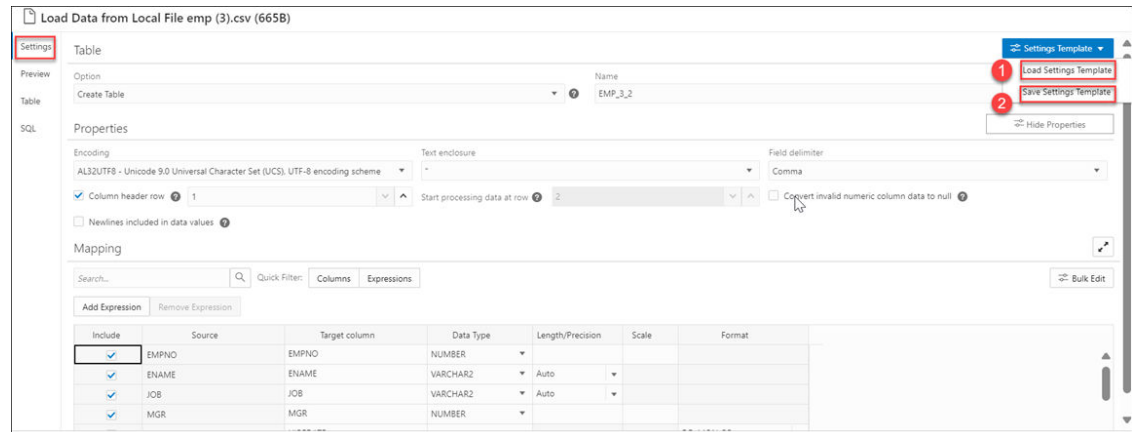 Load Data from Local File emp (3).csv (665B)
Settings
Preview
Table
SQL
Table
Settings Template
1 Load Settings Template
2 Save Settings Template
Option
Name
Create Table
EMP_3_2
Properties
Hide Properties
Encoding
Text enclosure
Field delimiter
AL32UTF8 - Unicode 9.0 Universal Character Set (UCS), UTF-8 encoding scheme
"
Comma
Column header row 1
Start processing data at row 2
Convert invalid numeric column data to null
Newlines included in data values
Mapping
Search... Quick Filter: Columns Expressions
Bulk Edit
Add Expression Remove Expression
Include Source Target column Data Type Length/Precision Scale Format
EMPNO EMPNO NUMBER
ENAME ENAME VARCHAR2 Auto
JOB JOB VARCHAR2 Auto
MGR MGR NUMBER